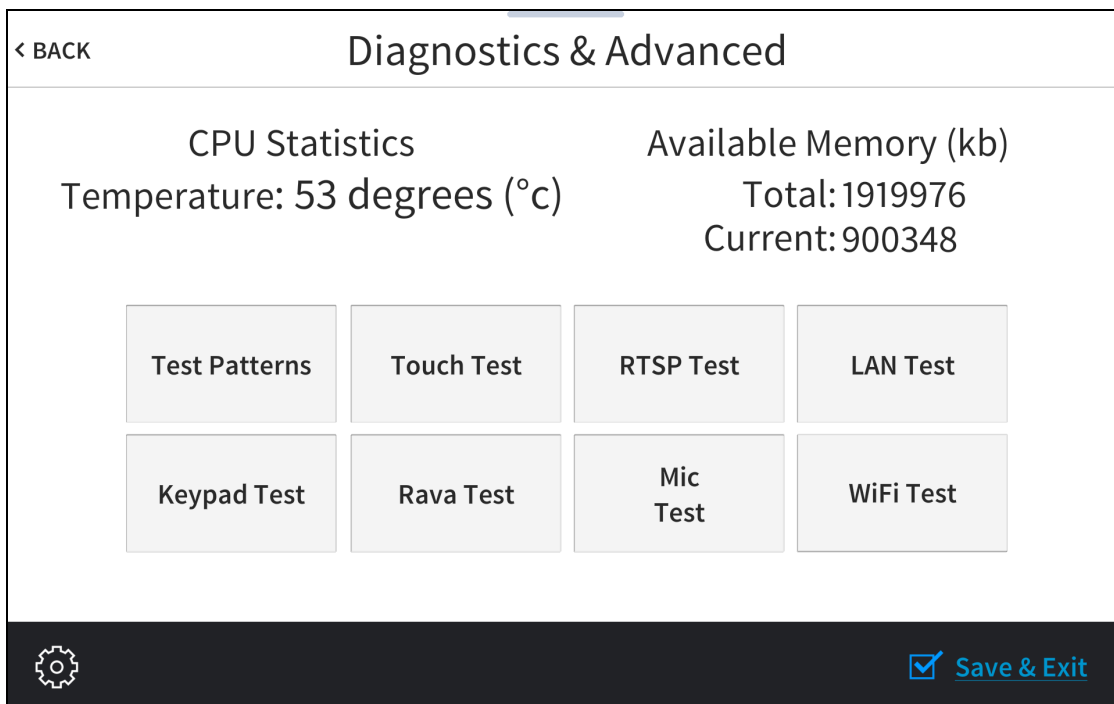 < BACK
Diagnostics & Advanced
CPU Statistics
Temperature: 53 degrees (°c)
Available Memory (kb)
Total: 1919976
Current: 900348
Test Patterns
Touch Test
RTSP Test
LAN Test
Keypad Test
Rava Test
Mic
Test
WiFi Test
Save & Exit